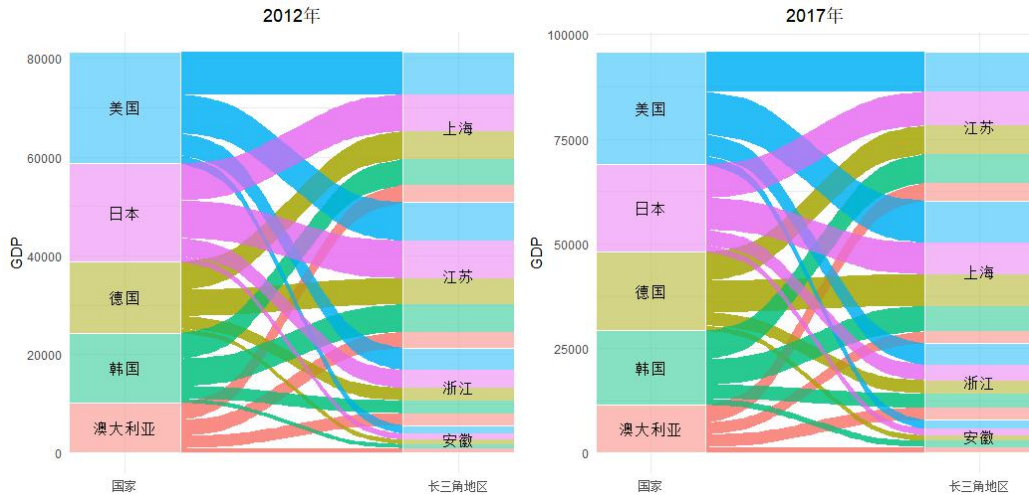 2012年
GDP
80000
60000
40000
20000
0
美国
日本
德国
韩国
澳大利亚
上海
江苏
浙江
安徽
国家
长三角地区
2017年
GDP
100000
75000
50000
25000
0
美国
日本
德国
韩国
澳大利亚
江苏
上海
浙江
安徽
国家
长三角地区